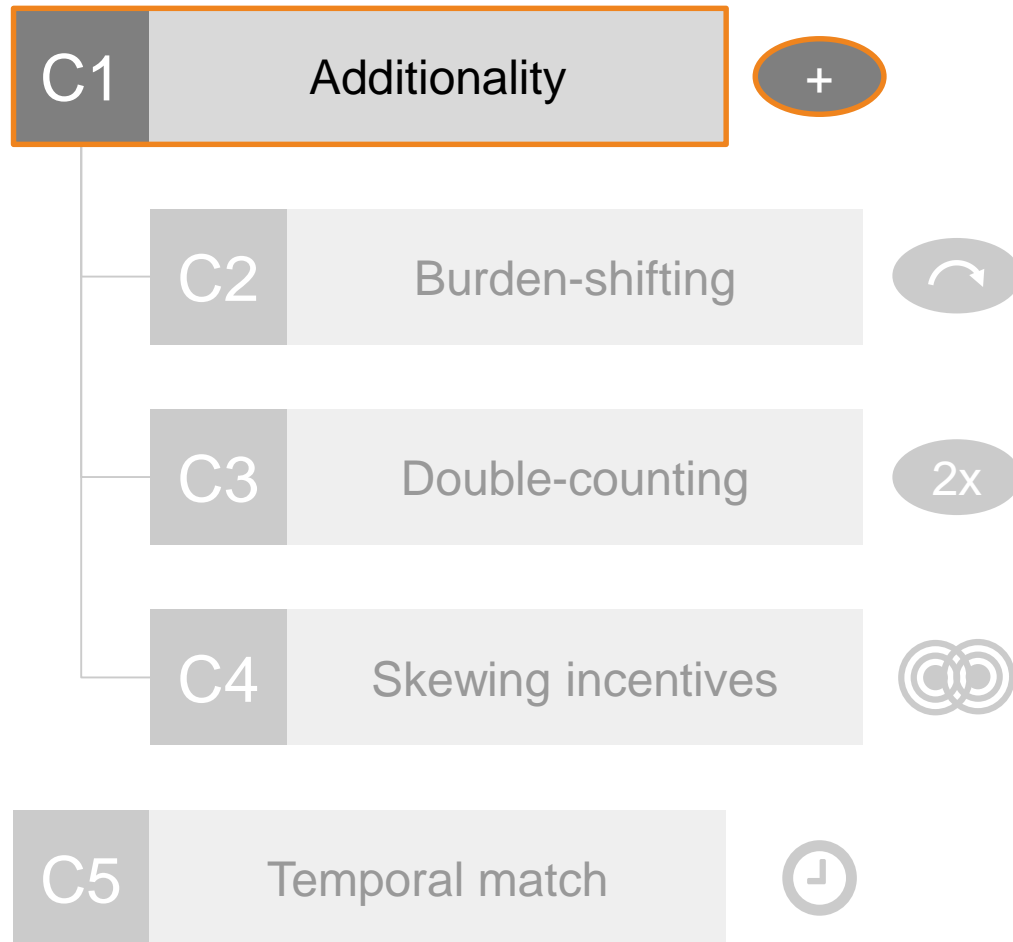 C1 Additionality +
C2 Burden-shifting
C3 Double-counting 2x
C4 Skewing incentives
C5 Temporal match